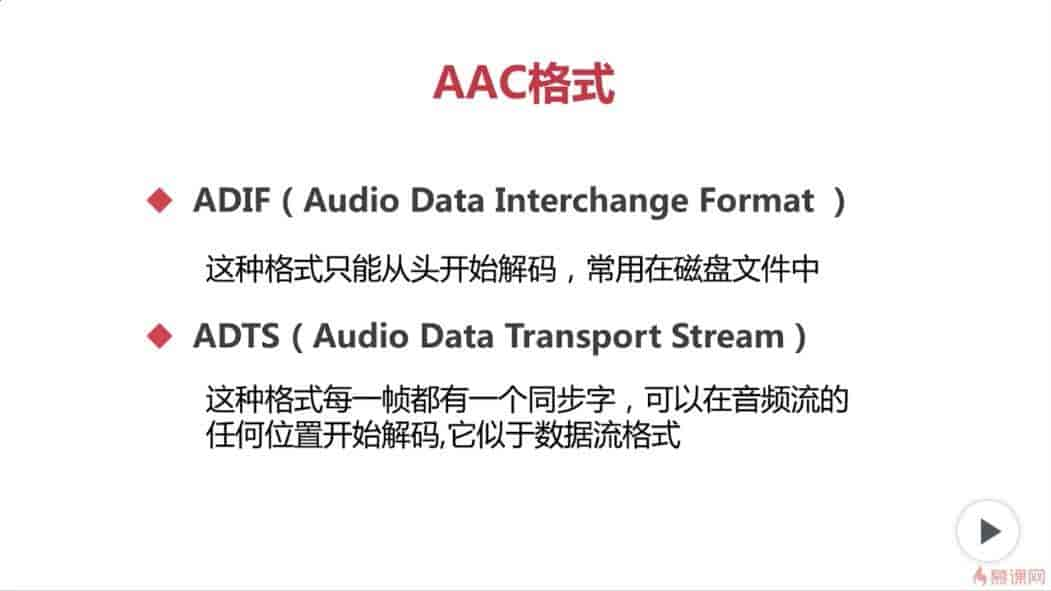 AAC格式
ADIF（Audio Data Interchange Format ）
这种格式只能从头开始解码，常用在磁盘文件中
ADTS（Audio Data Transport Stream）
这种格式每一帧都有一个同步字，可以在音频流的
任何位置开始解码,它似于数据流格式
慕课网